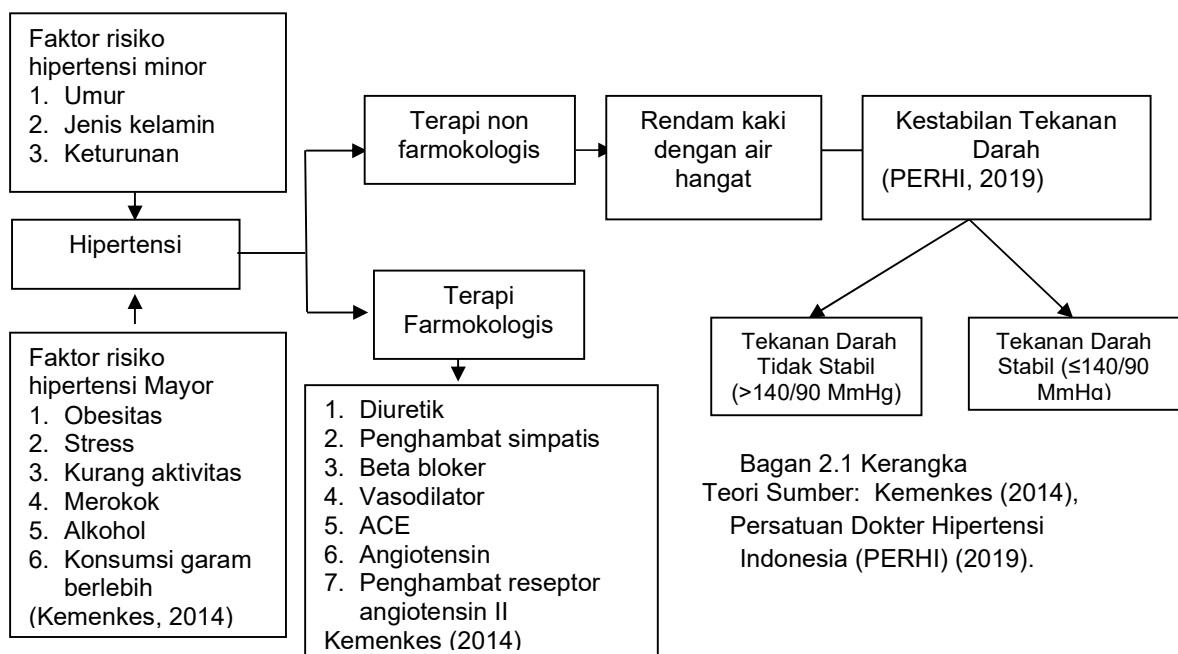 Faktor risiko
hipertensi minor
1. Umur
2. Jenis kelamin
3. Keturunan
Hipertensi
Faktor risiko
hipertensi Mayor
1. Obesitas
2. Stress
3. Kurang aktivitas
4. Merokok
5. Alkohol
6. Konsumsi garam
berlebih
(Kemenkes, 2014)
Terapi non
farmokologis
Terapi
Farmokologis
1. Diuretik
2. Penghambat simpatis
3. Beta bloker
4. Vasodilator
5. ACE
6. Angiotensin
7. Penghambat reseptor
angiotensin II
Kemenkes (2014)
Rendam kaki
dengan air
hangat
Kestabilan Tekanan
Darah
(PERHI, 2019)
Tekanan Darah
Tidak Stabil
(>140/90 MmHg)
Tekanan Darah
Stabil (≤140/90
MmHg)
Bagan 2.1 Kerangka
Teori Sumber: Kemenkes (2014),
Persatuan Dokter Hipertensi
Indonesia (PERHI) (2019).